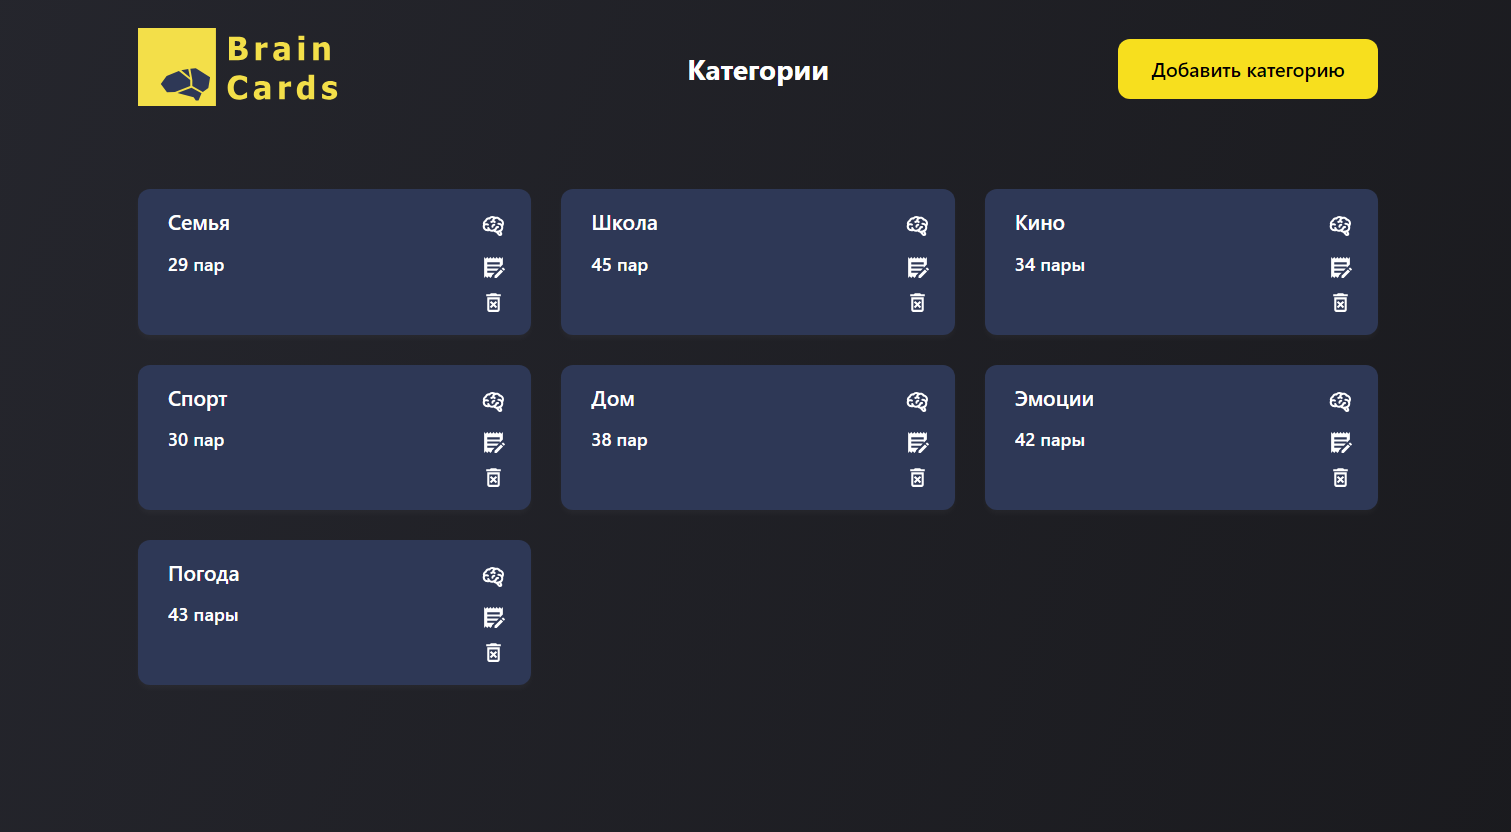 Brain
Cards
Категории
Добавить категорию
Семья
29 пар
Школа
45 пар
Кино
34 пары
Спорт
30 пар
Дом
38 пар
Эмоции
42 пары
Погода
43 пары